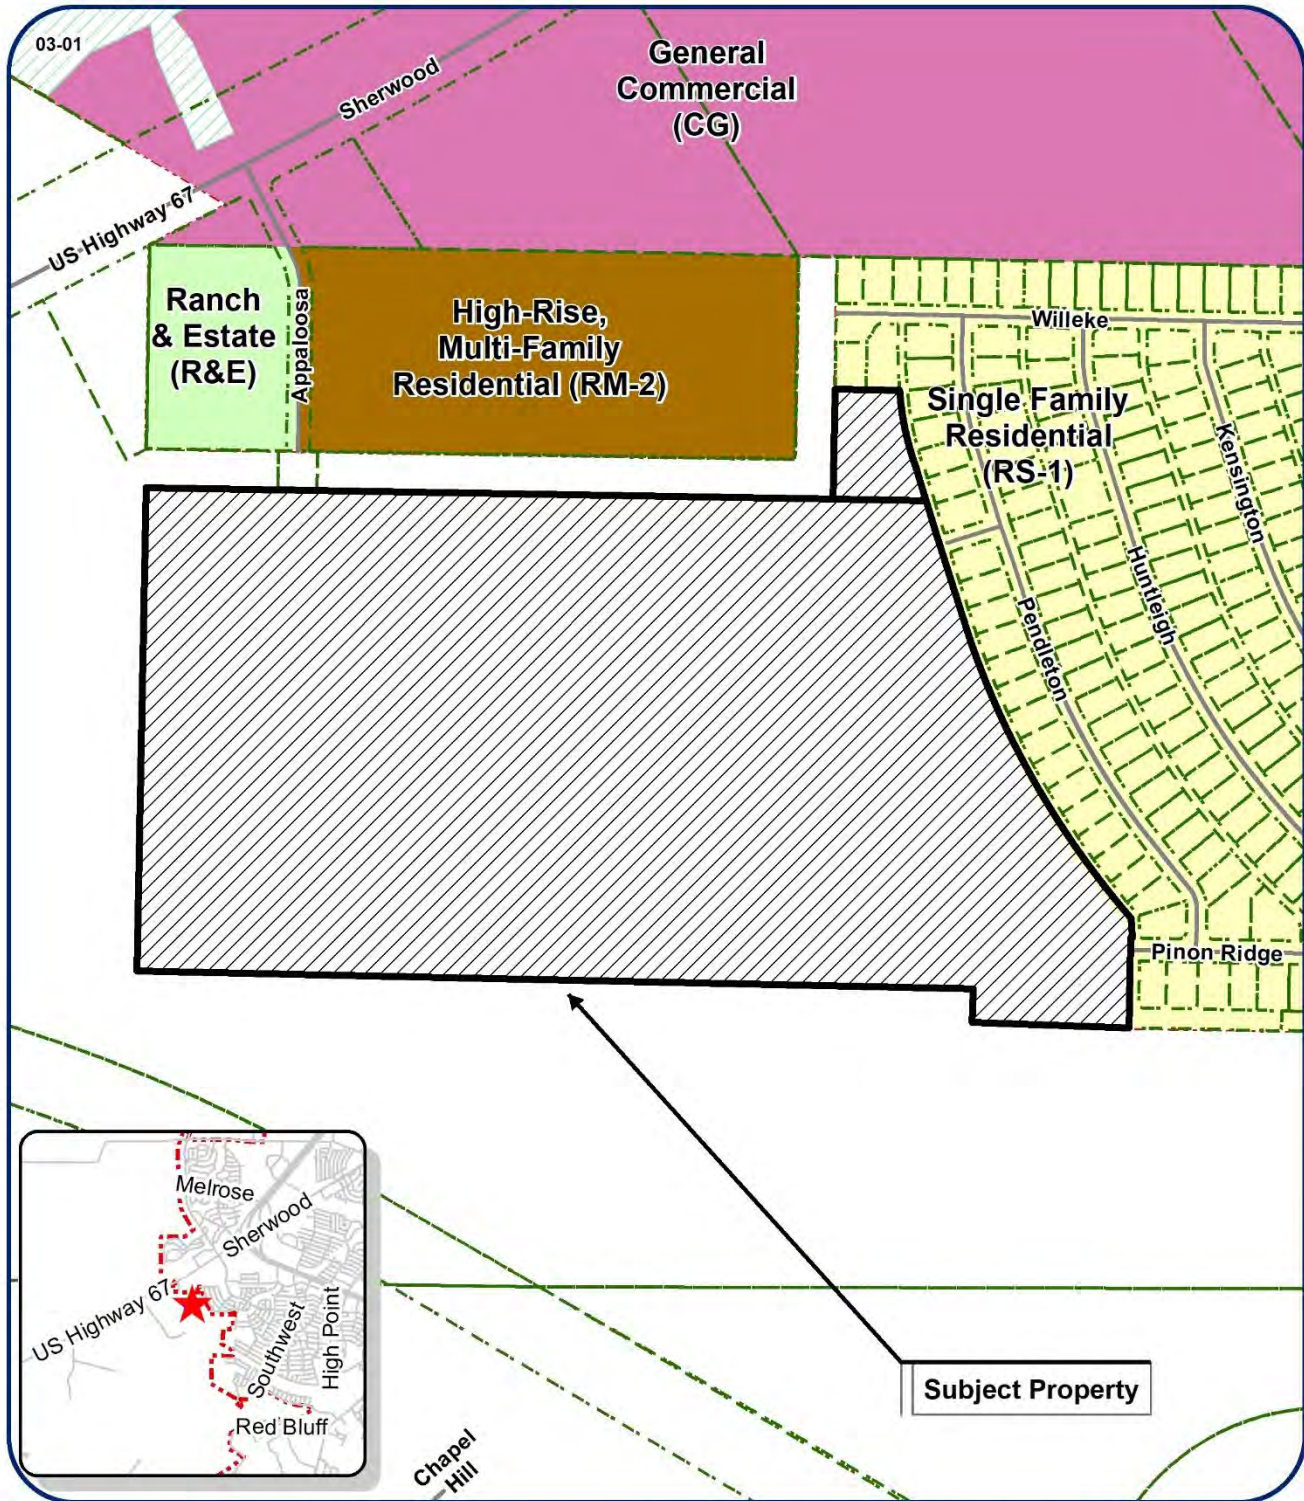 03-01
Sherwood
General
Commercial
(CG)
US Highway 67
Ranch
& Estate
(R&E)
Appaloosa
High-Rise,
Multi-Family
Residential (RM-2)
Willeke
Single Family
Residential
(RS-1)
Kensington
Huntleigh
Pendleton
Pinon Ridge
Melrose
Sherwood
US Highway 67
Southwest
High Point
Red Bluff
Chapel
Hill
Subject Property